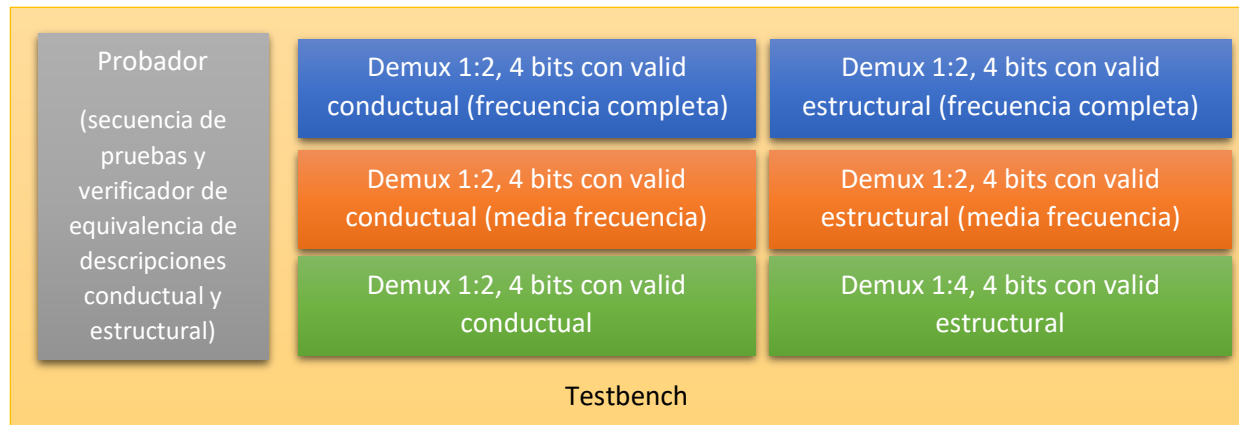 Probador
(secuencia de
pruebas y
verificador de
equivalencia de
descripciones
conductual y
estructural)
Demux 1:2, 4 bits con valid
conductual (frecuencia completa)
Demux 1:2, 4 bits con valid
estructural (frecuencia completa)
Demux 1:2, 4 bits con valid
conductual (media frecuencia)
Demux 1:2, 4 bits con valid
estructural (media frecuencia)
Demux 1:2, 4 bits con valid
conductual
Demux 1:4, 4 bits con valid
estructural
Testbench